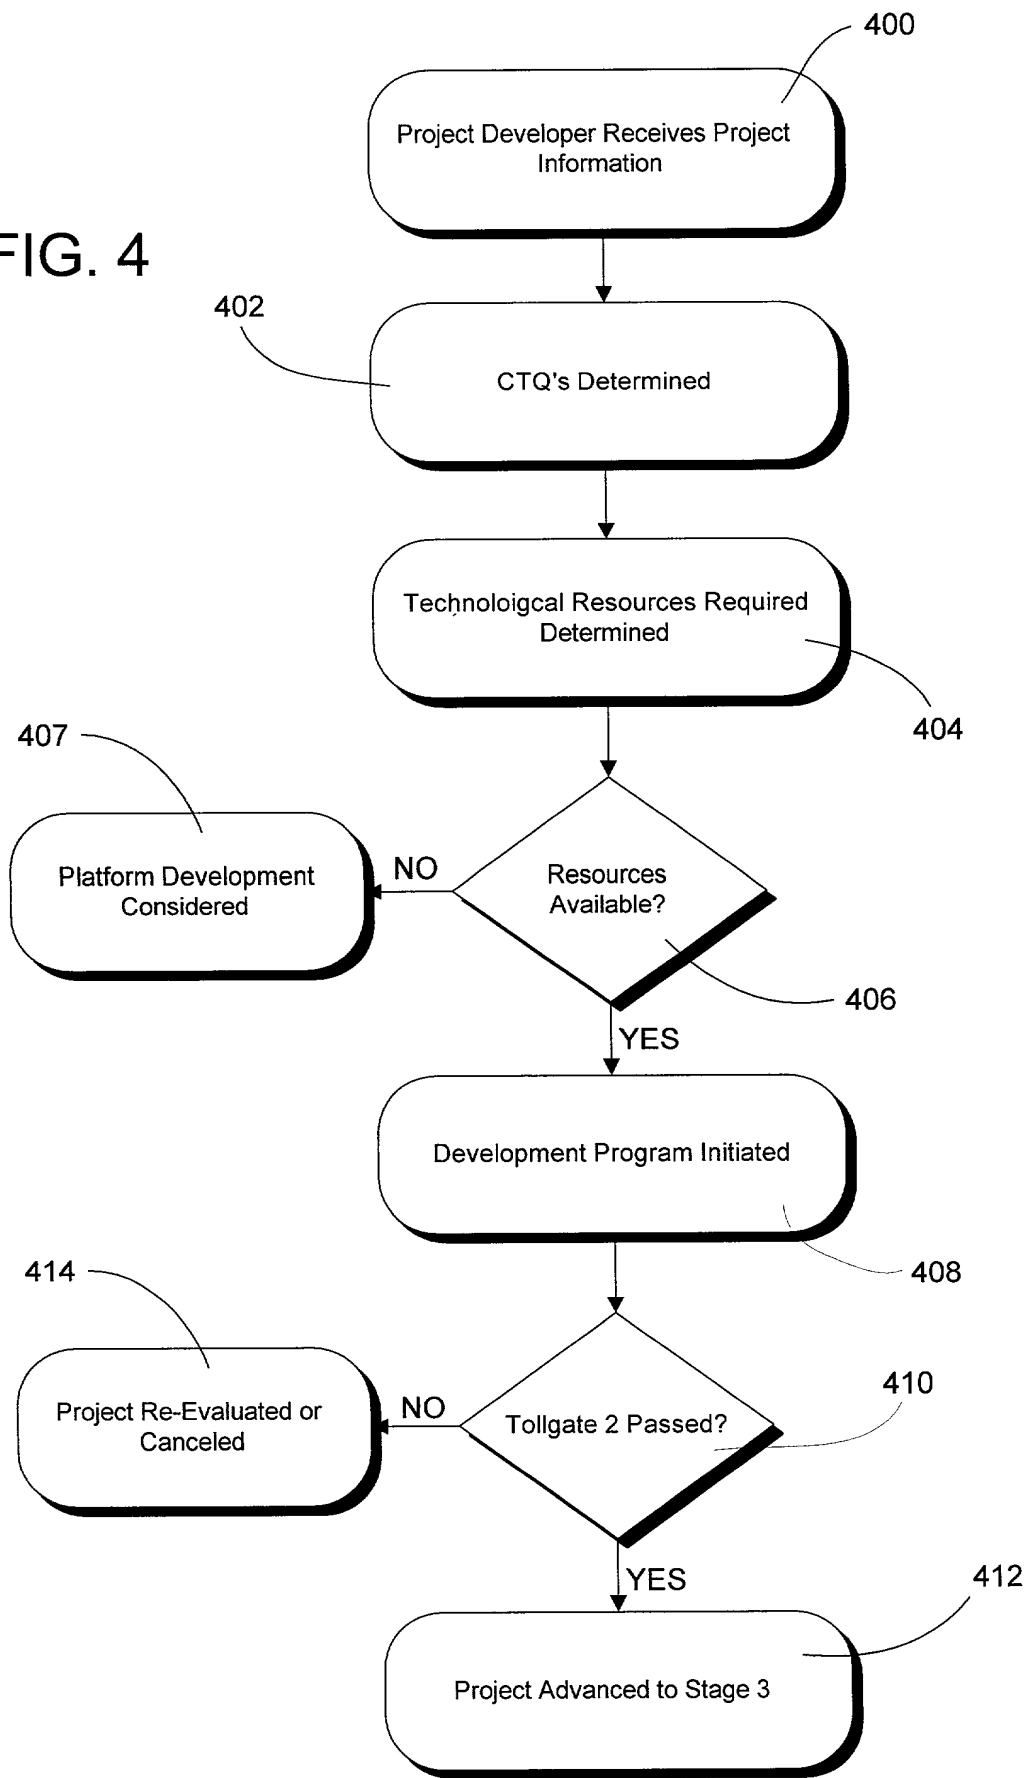 400
Project Developer Receives Project
Information
FIG. 4
402
CTQ's Determined
Technoloigcal Resources Required
Determined
404
407
Platform Development
Considered
NO
Resources
Available?
406
YES
Development Program Initiated
408
414
Project Re-Evaluated or
Canceled
NO
Tollgate 2 Passed?
410
YES
412
Project Advanced to Stage 3